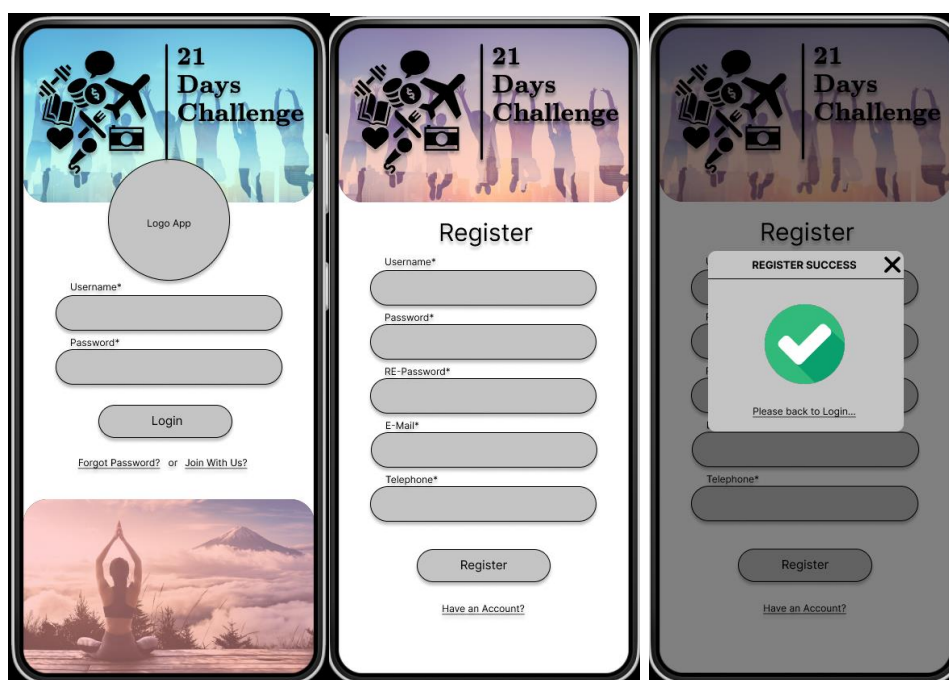 21
Days
Challenge
Logo App
Username*
Password*
Login
Forgot Password? or Join With Us?
21
Days
Challenge
Register
Username*
Password*
RE-Password*
E-Mail*
Telephone*
Register
Have an Account?
21
Days
Challenge
Register
REGISTER SUCCESS
Please back to Login...
Telephone*
Register
Have an Account?